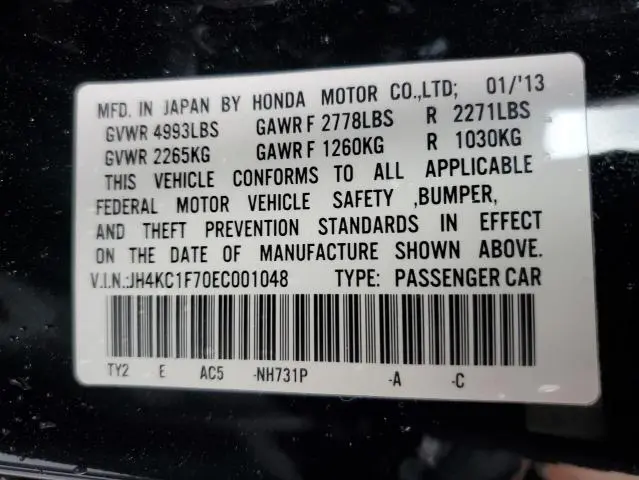 MFD. IN JAPAN BY HONDA MOTOR CO.,LTD; 01/'13
GVWR 4993LBS GAWR F 2778LBS R 2271LBS
GVWR 2265KG GAWR F 1260KG R 1030KG
THIS VEHICLE CONFORMS TO ALL APPLICABLE
FEDERAL MOTOR VEHICLE SAFETY ,BUMPER,
AND THEFT PREVENTION STANDARDS IN EFFECT
ON THE DATE OF MANUFACTURE SHOWN ABOVE.
V.I.N.:JH4KC1F70EC001048 TYPE: PASSENGER CAR
TY2 E AC5 -NH731P -A -C